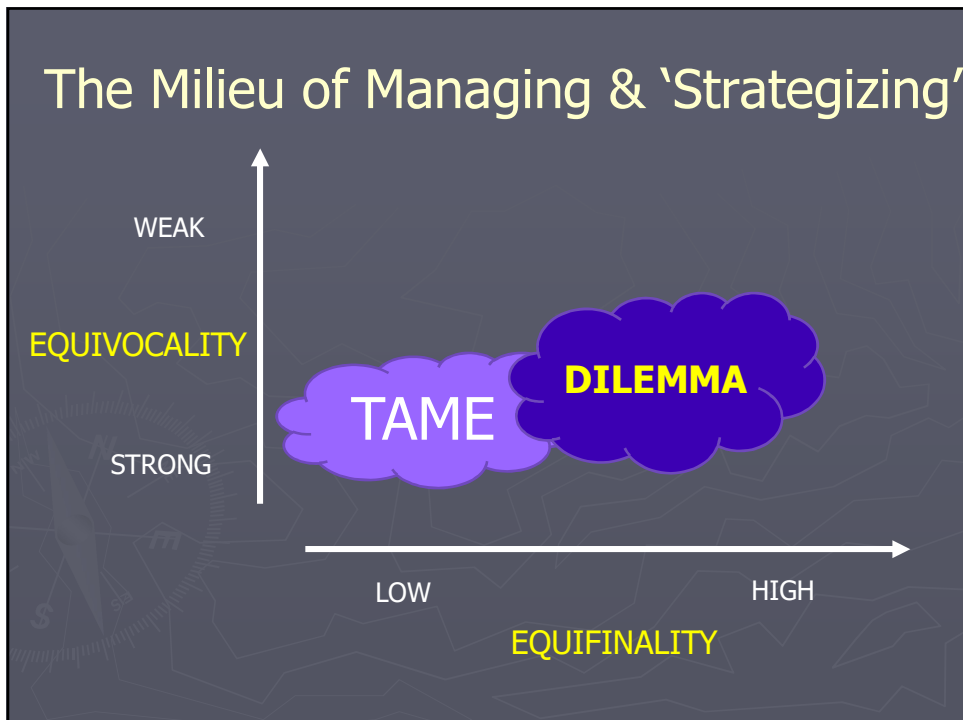 The Milieu of Managing & ‘Strategizing’
WEAK
EQUIVOCALITY
DILEMMA
TAME
STRONG
LOW
HIGH
EQUIFINALITY
N
m
S